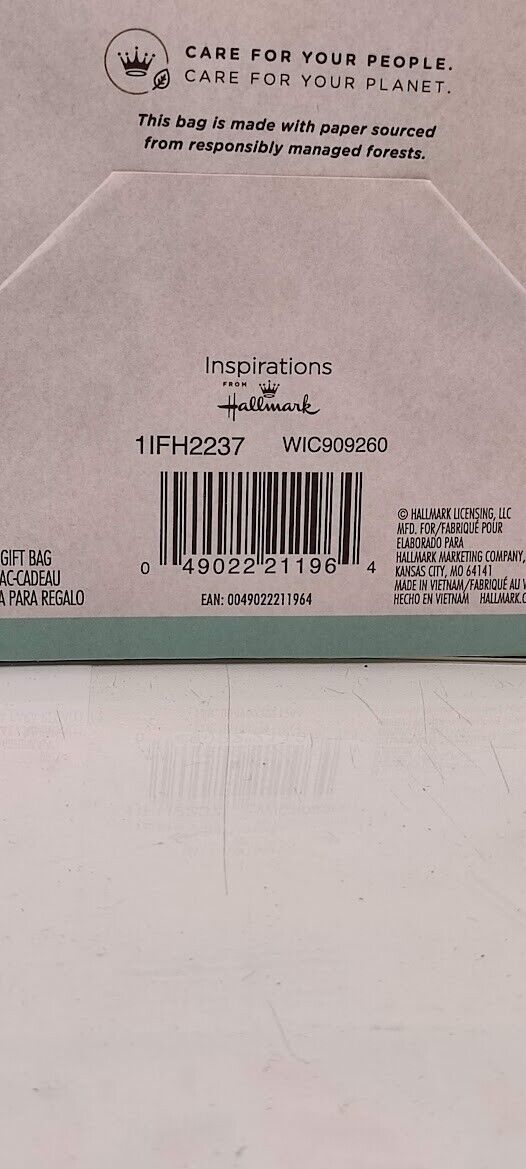 CARE FOR YOUR PEOPLE.
CARE FOR YOUR PLANET.
This bag is made with paper sourced
from responsibly managed forests.
Inspirations
FROM
Hallmark
1IFH2237 WIC909260
0 49022 21196 4
EAN: 0049022211964
GIFT BAG
AC-CADEAU
A PARA REGALO
© HALLMARK LICENSING, LLC
MFD. FOR/FABRIQUÉ POUR
ELABORADO PARA
HALLMARK MARKETING COMPANY,
KANSAS CITY, MO 64141
MADE IN VIETNAM/FABRIQUÉ AU V
HECHO EN VIETNAM HALLMARK.C